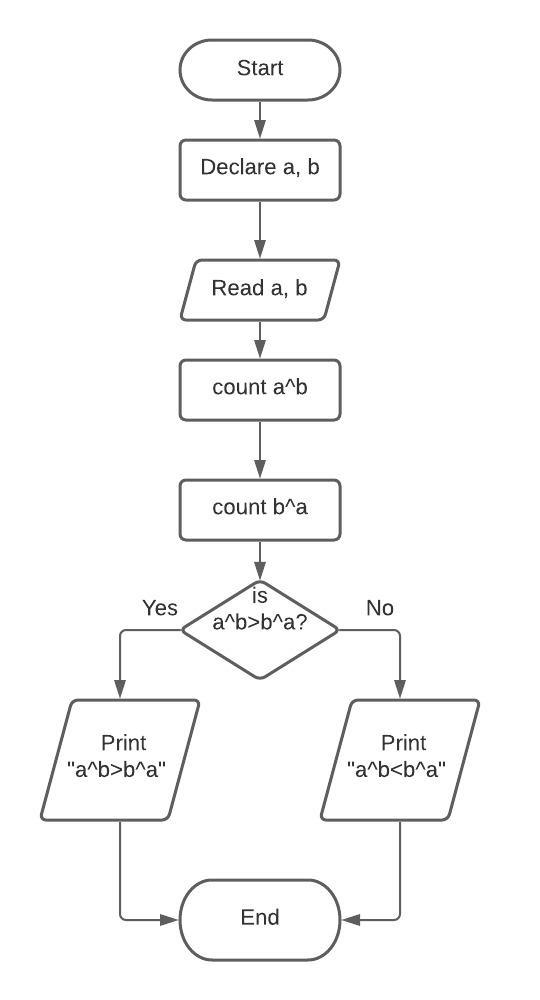 Start
Declare a, b
Read a, b
count a^b
count b^a
is
a^b>b^a?
Yes
No
Print
"a^b>b^a"
Print
"a^b<b^a"
End